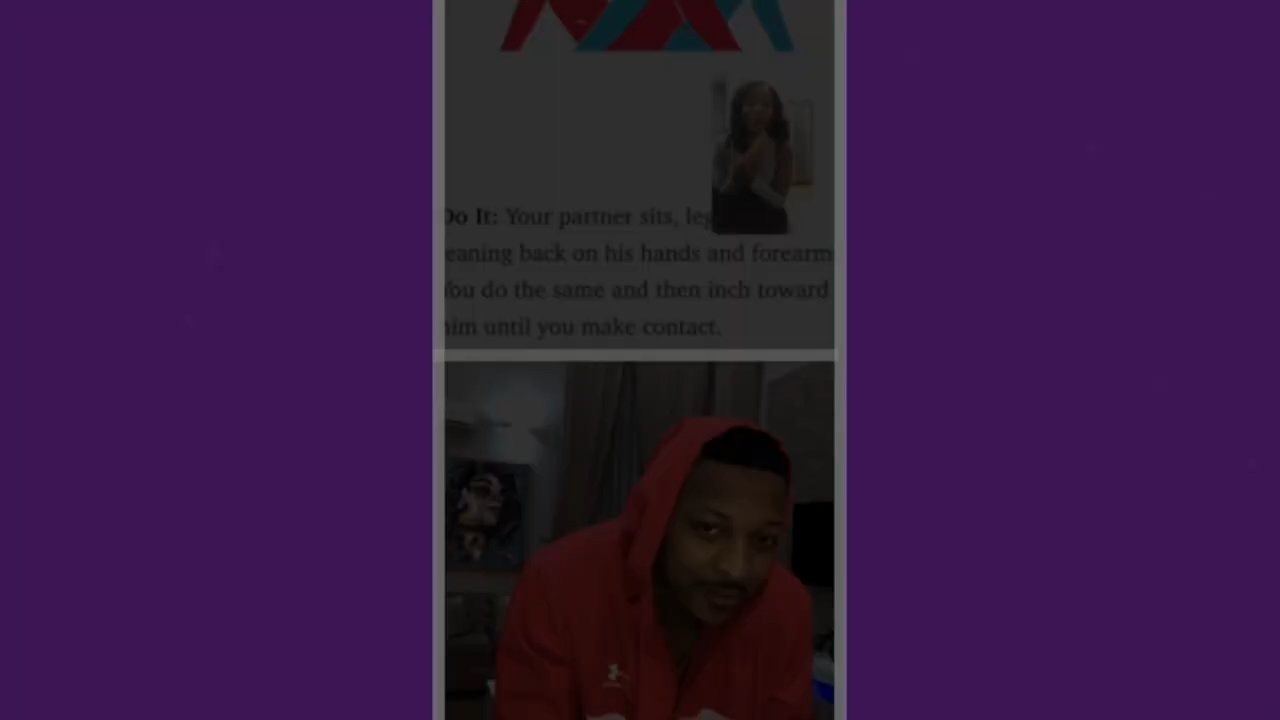 Do It: Your partner sits, leg
eaning back on his hands and forearm
You do the same and then inch toward
him until you make contact.